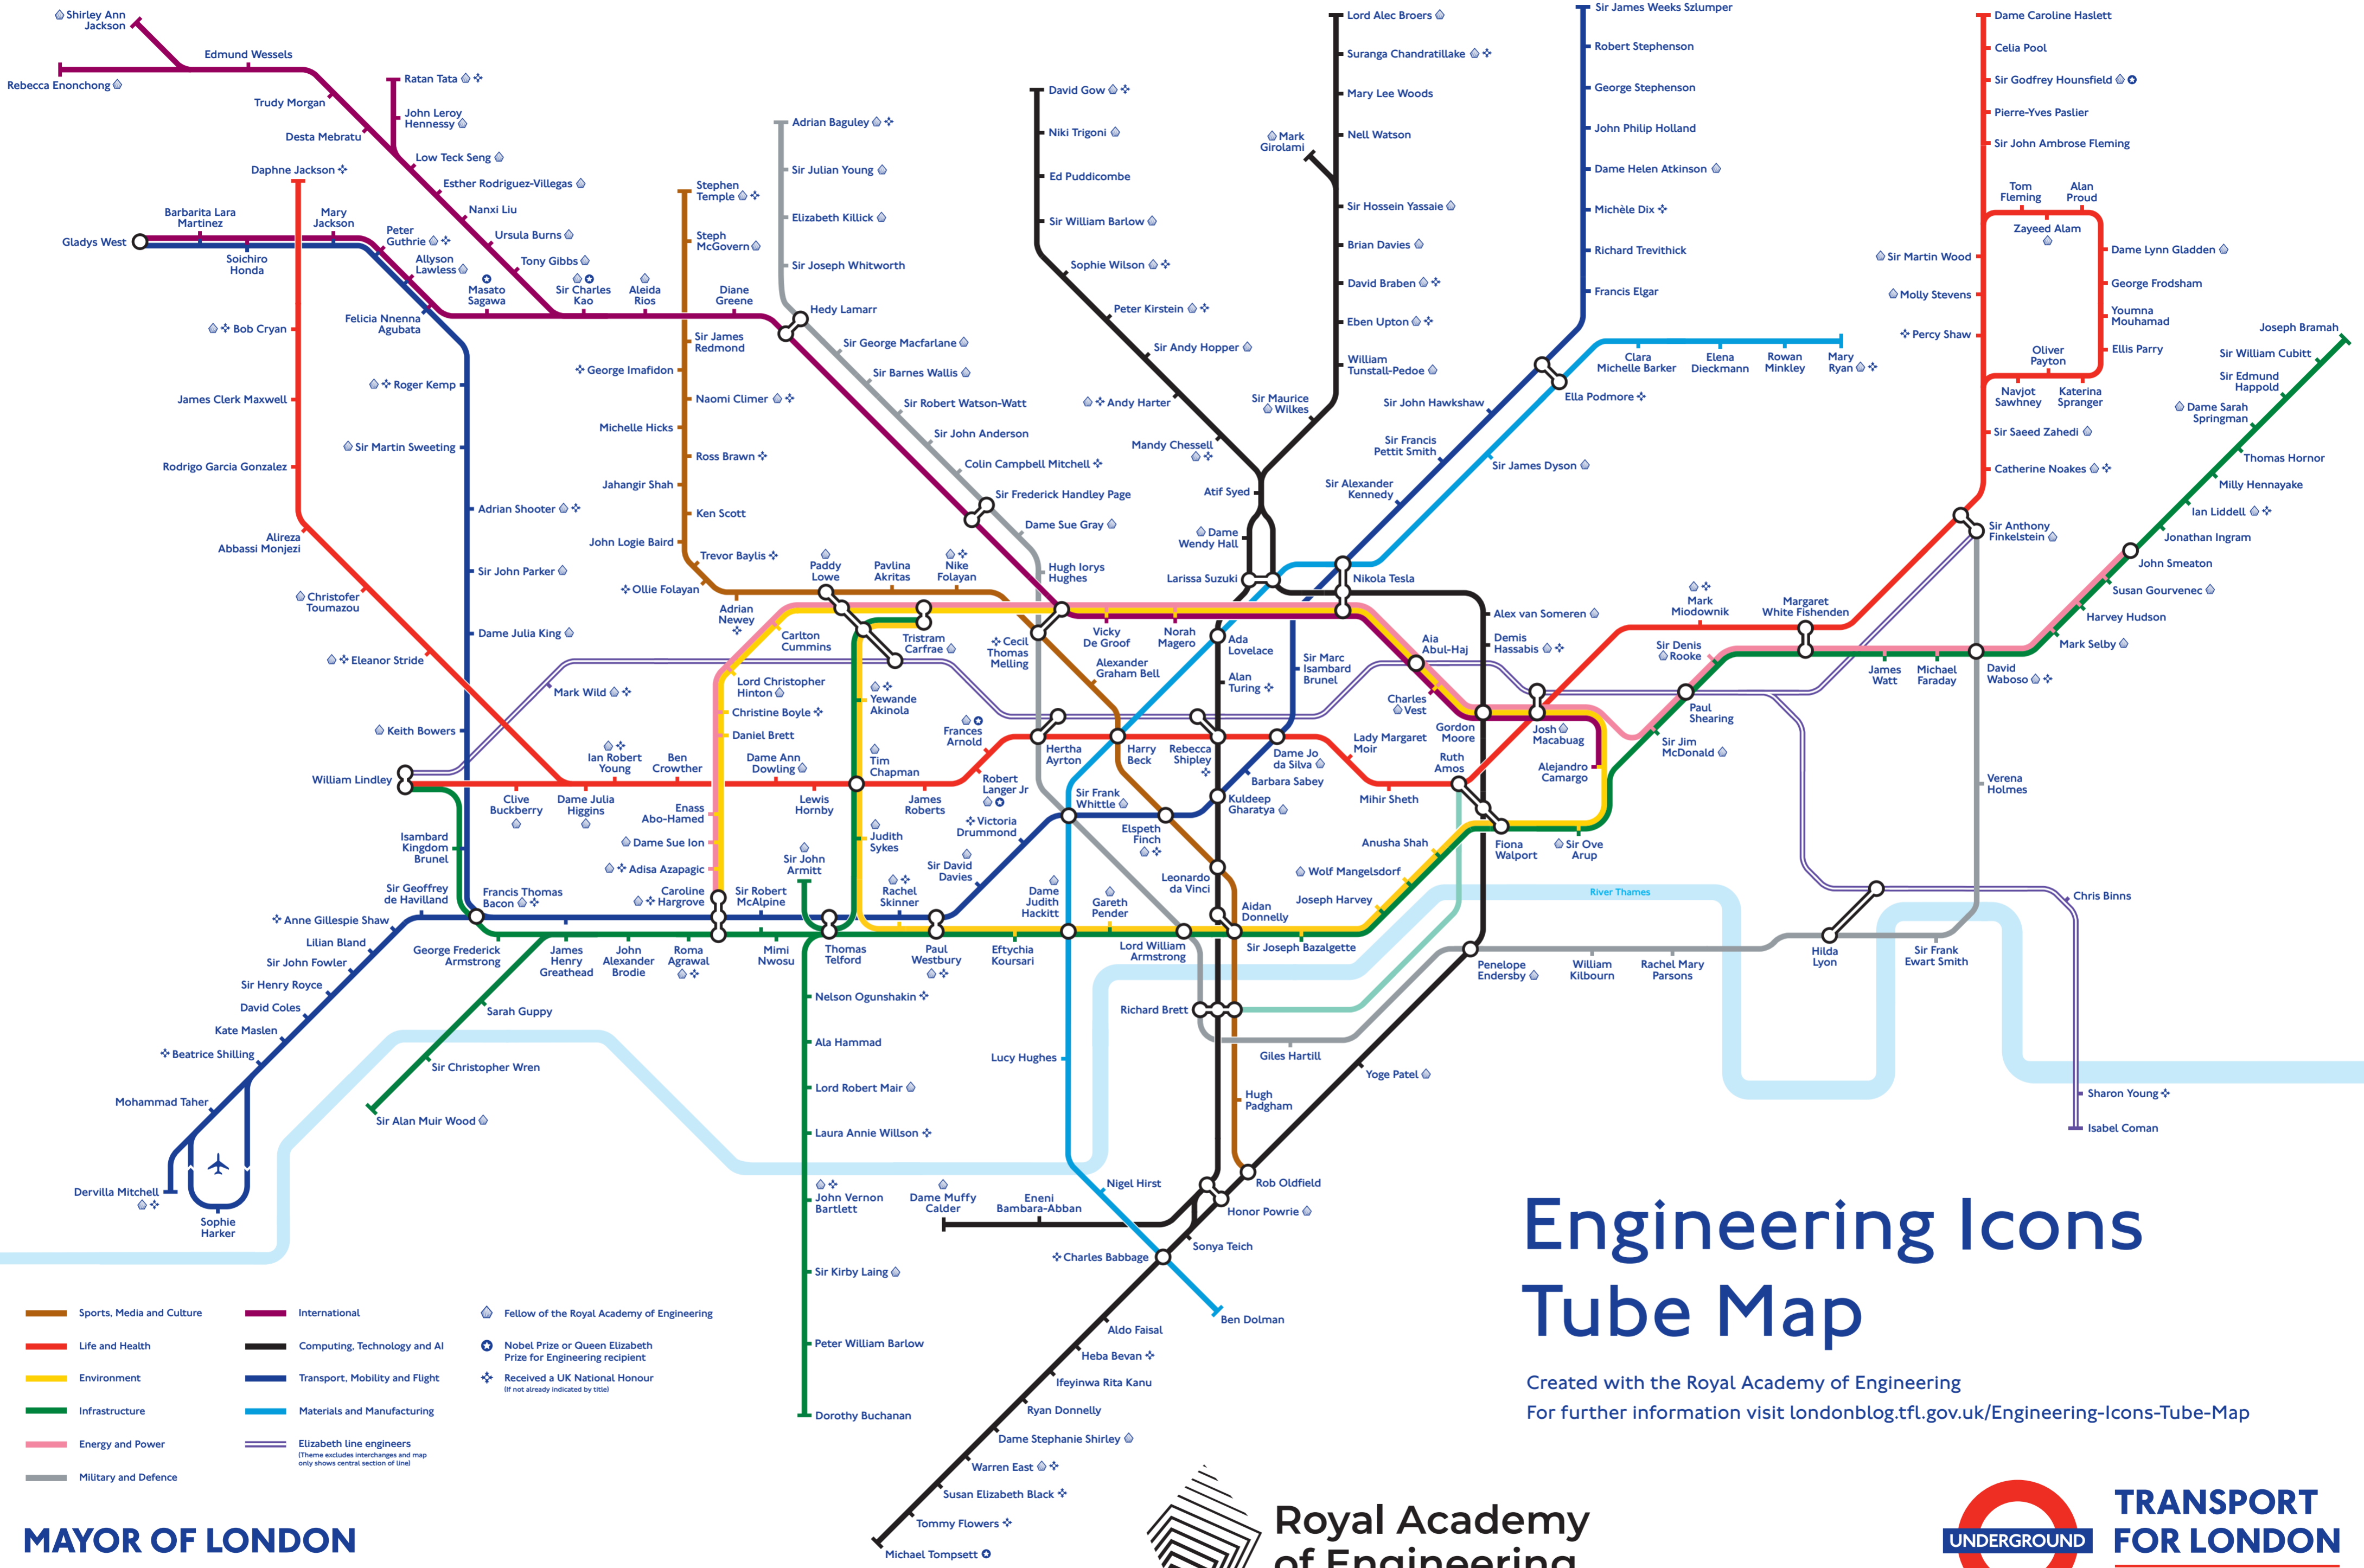 Shirley Ann
Jackson
Rebecca Enonchong
Edmund Wessels
Trudy Morgan
Desta Mebratu
Ratan Tata
John Leroy
Hennessy
Low Teck Seng
Esther Rodriguez-Villegas
Nanxi Liu
Ursula Burns
Tony Gibbs
Daphne Jackson
Gladys West
Barbarita Lara
Martinez
Soichiro
Honda
Mary
Jackson
Peter
Guthrie
Allyson
Lawless
Masato
Sagawa
Sir Charles
Kao
Aleida
Rios
Diane
Greene
Felicia Nnenna
Agubata
Bob Cryan
James Clerk Maxwell
Rodrigo Garcia Gonzalez
Alireza
Abbassi Monjezi
Christofer
Toumazou
Eleanor Stride
Roger Kemp
Sir Martin Sweeting
Adrian Shooter
Sir John Parker
Dame Julia King
Keith Bowers
Mark Wild
William Lindley
Stephen
Temple
Steph
McGovern
Sir James
Redmond
George Imafidon
Naomi Climer
Michelle Hicks
Ross Brawn
Jahangir Shah
Ken Scott
John Logie Baird
Trevor Baylis
Ollie Folayan
Adrian
Newey
Paddy
Lowe
Pavlina
Akritas
Nike
Folayan
Adrian Baguley
Sir Julian Young
Elizabeth Killick
Sir Joseph Whitworth
Hedy Lamarr
Sir George Macfarlane
Sir Barnes Wallis
Sir Robert Watson-Watt
Sir John Anderson
Colin Campbell Mitchell
Sir Frederick Handley Page
Dame Sue Gray
Hugh Iorys
Hughes
David Gow
Niki Trigoni
Ed Puddicombe
Sir William Barlow
Sophie Wilson
Peter Kirstein
Sir Andy Hopper
Andy Harter
Mandy Chessell
Atif Syed
Dame
Wendy Hall
Larissa Suzuki
Lord Alec Broers
Suranga Chandratillake
Mary Lee Woods
Nell Watson
Mark
Girolami
Sir Hossein Yassaie
Brian Davies
David Braben
Eben Upton
William
Tunstall-Pedoe
Sir Maurice
Wilkes
Sir James Weeks Szlumper
Robert Stephenson
George Stephenson
John Philip Holland
Dame Helen Atkinson
Michèle Dix
Richard Trevithick
Francis Elgar
Clara
Michelle Barker
Elena
Dieckmann
Rowan
Minkley
Mary
Ryan
Ella Podmore
Sir John Hawkshaw
Sir Francis
Pettit Smith
Sir James Dyson
Sir Alexander
Kennedy
Nikola Tesla
Dame Caroline Haslett
Celia Pool
Sir Godfrey Hounsfield
Pierre-Yves Paslier
Sir John Ambrose Fleming
Tom
Fleming
Alan
Proud
Zayeed Alam
Sir Martin Wood
Molly Stevens
Percy Shaw
Dame Lynn Gladden
George Frodsham
Youmna
Mouhamad
Ellis Parry
Oliver
Payton
Navjot
Sawhney
Katerina
Spranger
Sir Saeed Zahedi
Catherine Noakes
Sir Anthony
Finkelstein
Joseph Bramah
Sir William Cubitt
Sir Edmund
Happold
Dame Sarah
Springman
Thomas Hornor
Milly Hennayake
Ian Liddell
Jonathan Ingram
John Smeaton
Susan Gourvenec
Harvey Hudson
Mark Selby
David
Waboso
Michael
Faraday
James
Watt
Margaret
White Fishenden
Mark
Miodownik
Sir Denis
Rooke
Paul
Shearing
Sir Jim
McDonald
Verena
Holmes
Carlton
Cummins
Tristram
Carfrae
Lord Christopher
Hinton
Christine Boyle
Daniel Brett
Yewande
Akinola
Tim
Chapman
Cecil
Thomas
Melling
Vicky
De Groof
Norah
Magero
Alexander
Graham Bell
Ada
Lovelace
Alan
Turing
Sir Marc
Isambard
Brunel
Aia
Abul-Haj
Alex van Someren
Demis
Hassabis
Charles
Vest
Gordon
Moore
Josh
Macabuag
Alejandro
Camargo
Ruth
Amos
Lady Margaret
Moir
Mihir Sheth
Frances
Arnold
Hertha
Ayrton
Harry
Beck
Rebecca
Shipley
Dame Jo
da Silva
Barbara Sabey
Kuldeep
Gharatya
Ian Robert
Young
Ben
Crowther
Dame Ann
Dowling
Clive
Buckberry
Dame Julia
Higgins
Lewis
Hornby
James
Roberts
Robert
Langer Jr
Sir Frank
Whittle
Victoria
Drummond
Elspeth
Finch
Enass
Abo-Hamed
Dame Sue Ion
Adisa Azapagic
Judith
Sykes
Sir John
Armitt
Isambard
Kingdom
Brunel
Sir Geoffrey
de Havilland
Francis Thomas
Bacon
Caroline
Hargrove
Sir Robert
McAlpine
Rachel
Skinner
Sir David
Davies
Dame
Judith
Hackitt
Gareth
Pender
Leonardo
da Vinci
Aidan
Donnelly
Anusha Shah
Wolf Mangelsdorf
Joseph Harvey
Fiona
Walport
Sir Ove
Arup
River Thames
Anne Gillespie Shaw
Lilian Bland
Sir John Fowler
Sir Henry Royce
David Coles
Kate Maslen
Beatrice Shilling
Mohammad Taher
Dervilla Mitchell
Sophie
Harker
George Frederick
Armstrong
James
Henry
Greathead
John
Alexander
Brodie
Roma
Agrawal
Mimi
Nwosu
Thomas
Telford
Paul
Westbury
Eftychia
Koursari
Lord William
Armstrong
Sir Joseph Bazalgette
Penelope
Endersby
William
Kilbourn
Rachel Mary
Parsons
Hilda
Lyon
Sir Frank
Ewart Smith
Chris Binns
Sharon Young
Isabel Coman
Sarah Guppy
Sir Christopher Wren
Sir Alan Muir Wood
Nelson Ogunshakin
Ala Hammad
Lord Robert Mair
Laura Annie Willson
John Vernon
Bartlett
Sir Kirby Laing
Peter William Barlow
Dorothy Buchanan
Richard Brett
Giles Hartill
Lucy Hughes
Yoge Patel
Hugh
Padgham
Nigel Hirst
Rob Oldfield
Honor Powrie
Sonya Teich
Dame Muffy
Calder
Eneni
Bambara-Abban
Charles Babbage
Ben Dolman
Aldo Faisal
Heba Bevan
Ifeyinwa Rita Kanu
Ryan Donnelly
Dame Stephanie Shirley
Warren East
Susan Elizabeth Black
Tommy Flowers
Michael Tompsett
Engineering Icons
Tube Map
Created with the Royal Academy of Engineering
For further information visit londonblog.tfl.gov.uk/Engineering-Icons-Tube-Map
Sports, Media and Culture
Life and Health
Environment
Infrastructure
Energy and Power
Military and Defence
International
Computing, Technology and AI
Transport, Mobility and Flight
Materials and Manufacturing
Elizabeth line engineers
(Theme excludes interchanges and map
only shows central section of line)
Fellow of the Royal Academy of Engineering
Nobel Prize or Queen Elizabeth
Prize for Engineering recipient
Received a UK National Honour
(if not already indicated by title)
MAYOR OF LONDON
Royal Academy
of Engineering
UNDERGROUND
TRANSPORT
FOR LONDON